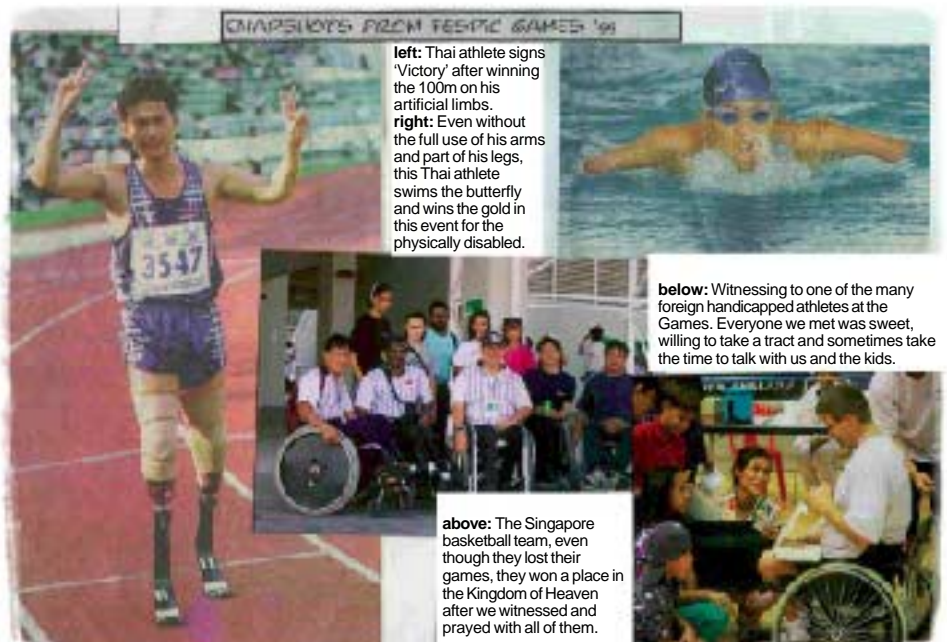 SNAPSHOTS FROM FESPIC GAMES '99
left: Thai athlete signs
'Victory' after winning
the 100m on his
artificial limbs.
right: Even without
the full use of his arms
and part of his legs,
this Thai athlete
swims the butterfly
and wins the gold in
this event for the
physically disabled.
3547
below: Witnessing to one of the many
foreign handicapped athletes at the
Games. Everyone we met was sweet,
willing to take a tract and sometimes take
the time to talk with us and the kids.
above: The Singapore
basketball team, even
though they lost their
games, they won a place in
the Kingdom of Heaven
after we witnessed and
prayed with all of them.